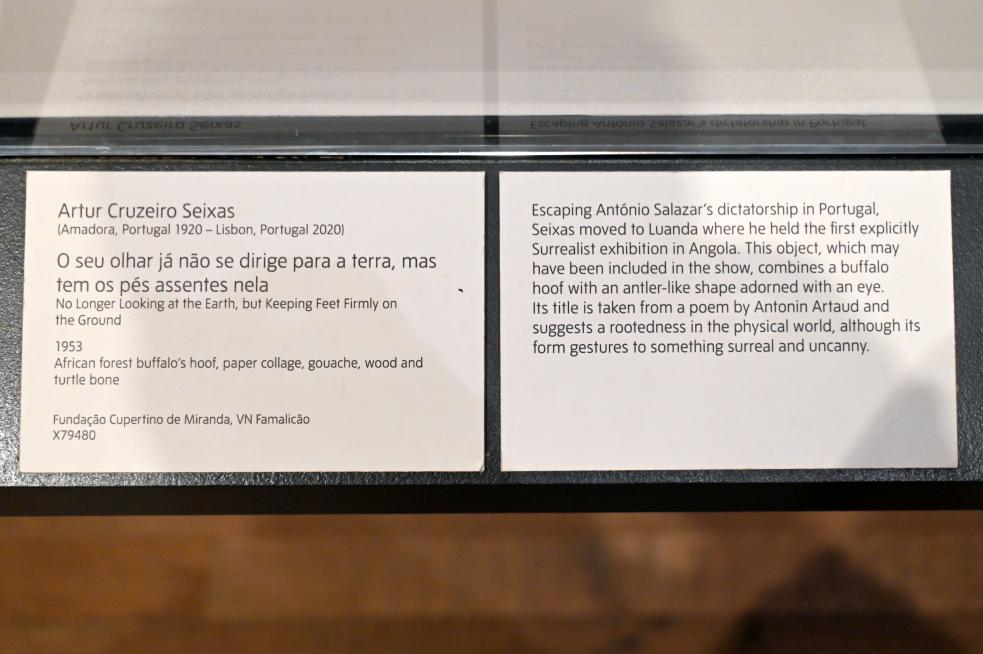 Artur Cruzeiro Seixas
(Amadora, Portugal 1920 – Lisbon, Portugal 2020)
O seu olhar já não se dirige para a terra, mas
tem os pés assentes nela
No Longer Looking at the Earth, but Keeping Feet Firmly on
the Ground
1953
African forest buffalo's hoof, paper collage, gouache, wood and
turtle bone
Fundação Cupertino de Miranda, VN Famalicão
X79480
Escaping António Salazar's dictatorship in Portugal,
Seixas moved to Luanda where he held the first explicitly
Surrealist exhibition in Angola. This object, which may
have been included in the show, combines a buffalo
hoof with an antler-like shape adorned with an eye.
Its title is taken from a poem by Antonin Artaud and
suggests a rootedness in the physical world, although its
form gestures to something surreal and uncanny.